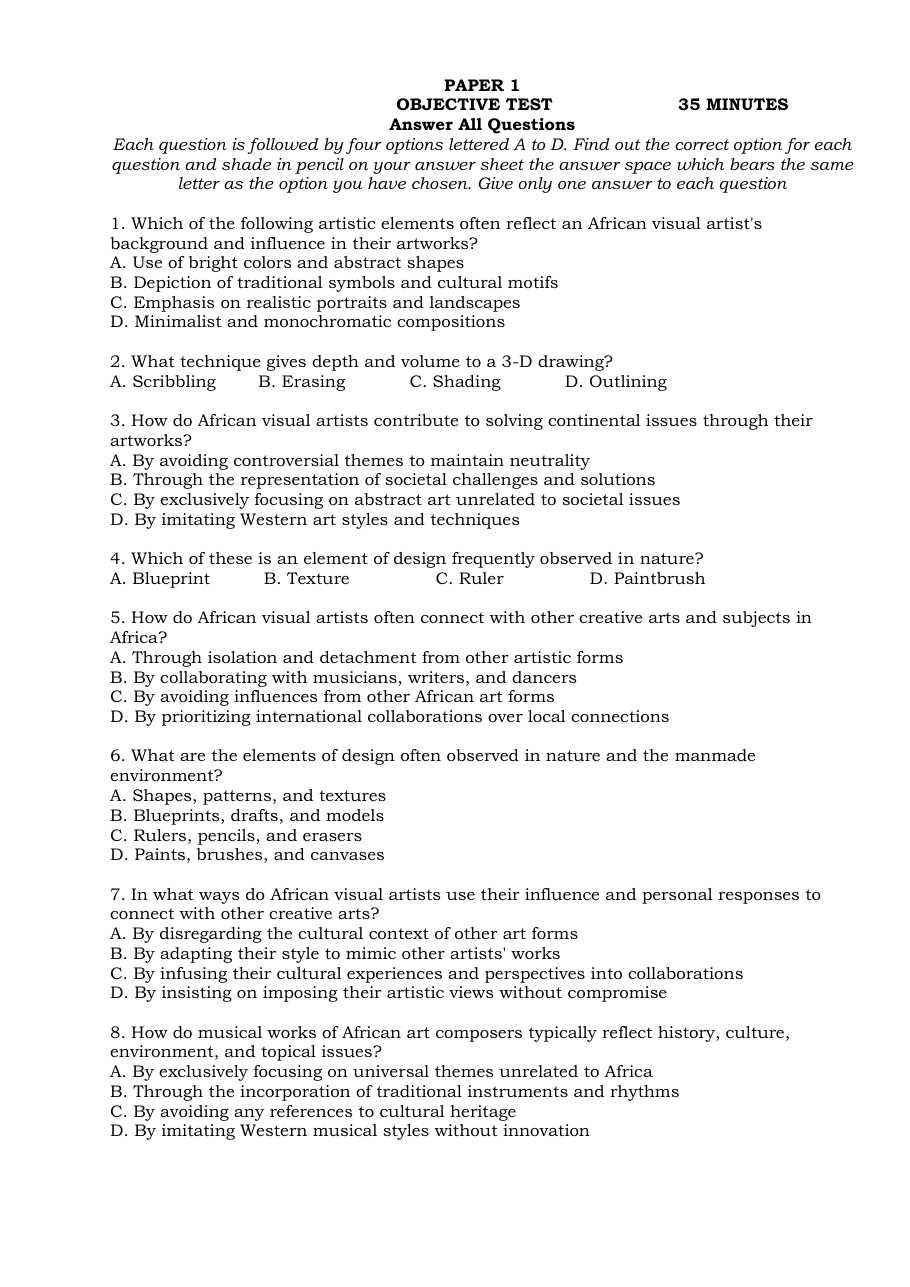 PAPER 1
OBJECTIVE TEST 35 MINUTES
Answer All Questions
Each question is followed by four options lettered A to D. Find out the correct option for each
question and shade in pencil on your answer sheet the answer space which bears the same
letter as the option you have chosen. Give only one answer to each question
1. Which of the following artistic elements often reflect an African visual artist's
background and influence in their artworks?
A. Use of bright colors and abstract shapes
B. Depiction of traditional symbols and cultural motifs
C. Emphasis on realistic portraits and landscapes
D. Minimalist and monochromatic compositions
2. What technique gives depth and volume to a 3-D drawing?
A. Scribbling B. Erasing C. Shading D. Outlining
3. How do African visual artists contribute to solving continental issues through their
artworks?
A. By avoiding controversial themes to maintain neutrality
B. Through the representation of societal challenges and solutions
C. By exclusively focusing on abstract art unrelated to societal issues
D. By imitating Western art styles and techniques
4. Which of these is an element of design frequently observed in nature?
A. Blueprint B. Texture C. Ruler D. Paintbrush
5. How do African visual artists often connect with other creative arts and subjects in
Africa?
A. Through isolation and detachment from other artistic forms
B. By collaborating with musicians, writers, and dancers
C. By avoiding influences from other African art forms
D. By prioritizing international collaborations over local connections
6. What are the elements of design often observed in nature and the manmade
environment?
A. Shapes, patterns, and textures
B. Blueprints, drafts, and models
C. Rulers, pencils, and erasers
D. Paints, brushes, and canvases
7. In what ways do African visual artists use their influence and personal responses to
connect with other creative arts?
A. By disregarding the cultural context of other art forms
B. By adapting their style to mimic other artists' works
C. By infusing their cultural experiences and perspectives into collaborations
D. By insisting on imposing their artistic views without compromise
8. How do musical works of African art composers typically reflect history, culture,
environment, and topical issues?
A. By exclusively focusing on universal themes unrelated to Africa
B. Through the incorporation of traditional instruments and rhythms
C. By avoiding any references to cultural heritage
D. By imitating Western musical styles without innovation